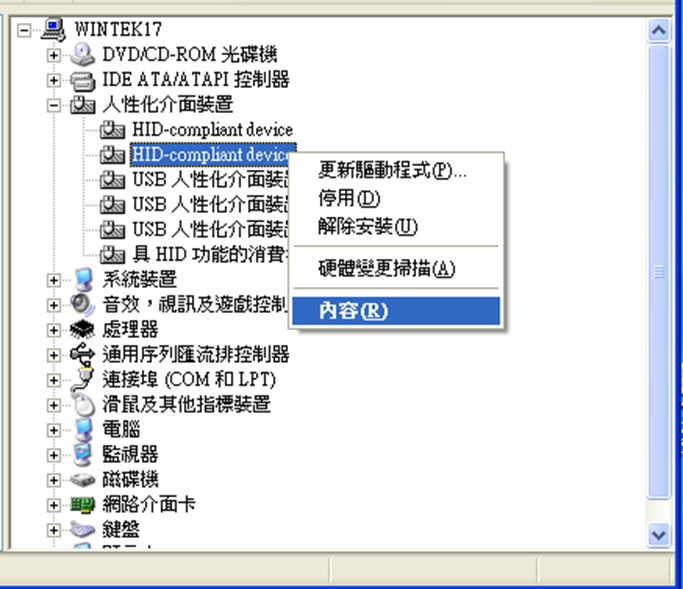 WINTEK17
DVD/CD-ROM 光碟機
IDE ATA/ATAPI 控制器
人性化介面裝置
HID-compliant device
HID-compliant device
USB 人性化介面裝
USB 人性化介面裝
USB 人性化介面裝
具 HID 功能的消費
系統裝置
音效，視訊及遊戲控制
處理器
通用序列匯流排控制器
連接埠 (COM 和 LPT)
滑鼠及其他指標裝置
電腦
監視器
磁碟機
網路介面卡
鍵盤
更新驅動程式(P)...
停用(D)
解除安裝(U)
硬體變更掃描(A)
內容(R)